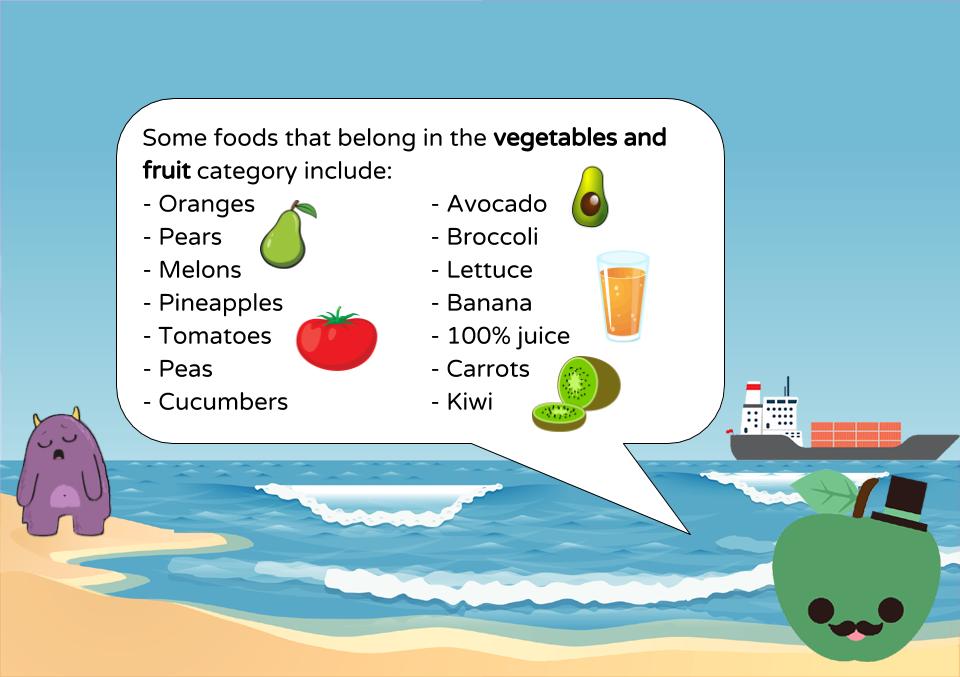 Some foods that belong in the vegetables and
fruit category include:
- Oranges
- Pears
- Melons
- Pineapples
- Tomatoes
- Peas
- Cucumbers
- Avocado
- Broccoli
- Lettuce
- Banana
- 100% juice
- Carrots
- Kiwi